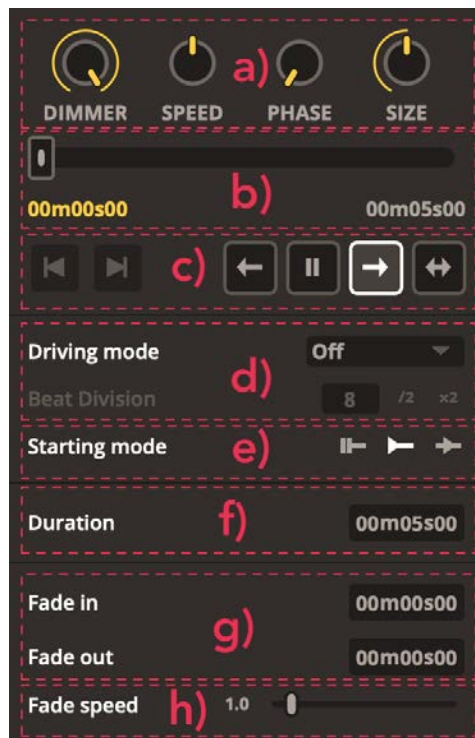 a)
DIMMER SPEED PHASE SIZE
b)
00m00s00 00m05s00
c)
Driving mode Off
d)
Beat Division 8 /2 x2
Starting mode e)
Duration f) 00m05s00
Fade in 00m00s00
g)
Fade out 00m00s00
Fade speed h) 1.0